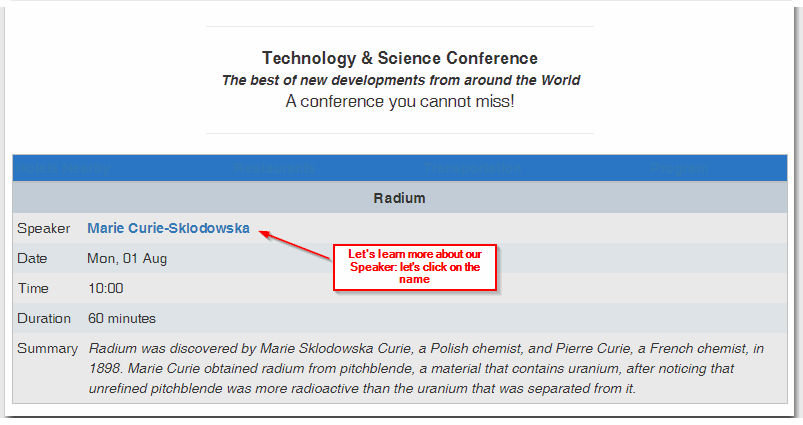 Technology & Science Conference
The best of new developments from around the World
A conference you cannot miss!
Radium
Speaker Marie Curie-Sklodowska
Let's learn more about our
Speaker: let's click on the
name
Date Mon, 01 Aug
Time 10:00
Duration 60 minutes
Summary Radium was discovered by Marie Sklodowska Curie, a Polish chemist, and Pierre Curie, a French chemist, in
1898. Marie Curie obtained radium from pitchblende, a material that contains uranium, after noticing that
unrefined pitchblende was more radioactive than the uranium that was separated from it.